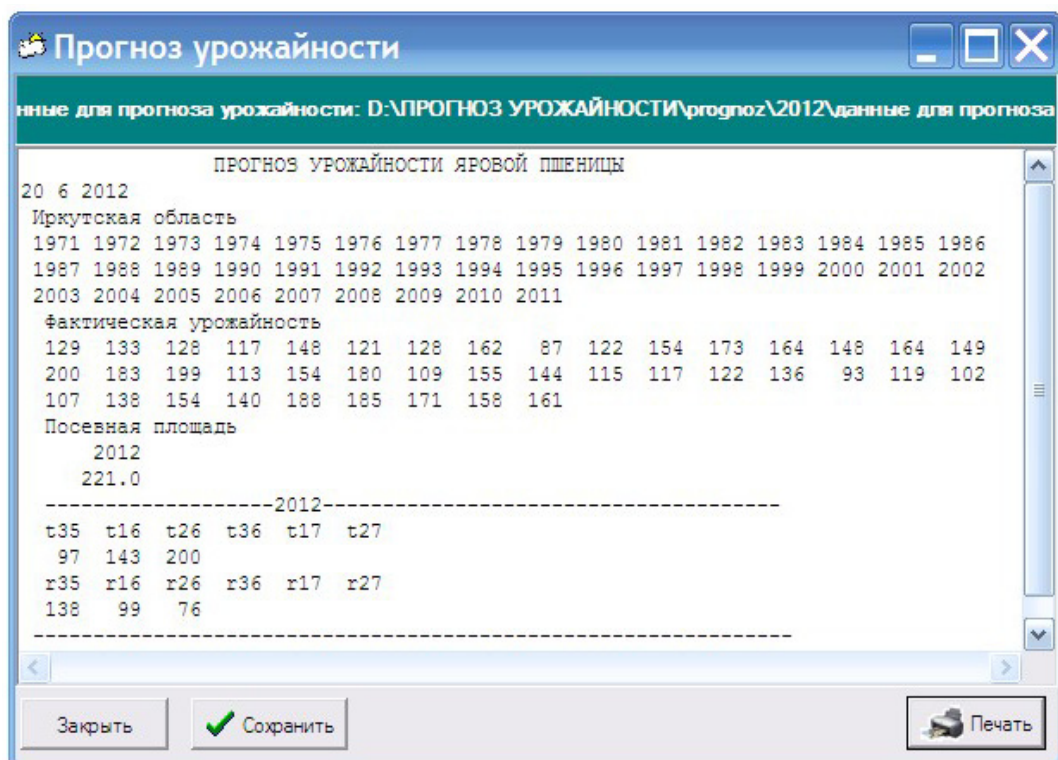 Прогноз урожайности
нные для прогноза урожайности: D:\ПРОГНОЗ УРОЖАЙНОСТИ\prognoz\2012\данные для прогноза
ПРОГНОЗ УРОЖАЙНОСТИ ЯРОВОЙ ПШЕНИЦЫ
20 6 2012
Иркутская область
1971 1972 1973 1974 1975 1976 1977 1978 1979 1980 1981 1982 1983 1984 1985 1986
1987 1988 1989 1990 1991 1992 1993 1994 1995 1996 1997 1998 1999 2000 2001 2002
2003 2004 2005 2006 2007 2008 2009 2010 2011
Фактическая урожайность
129 133 128 117 148 121 128 162 87 122 154 173 164 148 164 149
200 183 199 113 154 180 109 155 144 115 117 122 136 93 119 102
107 138 154 140 188 185 171 158 161
Посевная площадь
2012
221.0
-------------------2012--------------------------------------
t35 t16 t26 t36 t17 t27
97 143 200
r35 r16 r26 r36 r17 r27
138 99 76
---------------------------------------------------------------
Закрыть Сохранить Печать